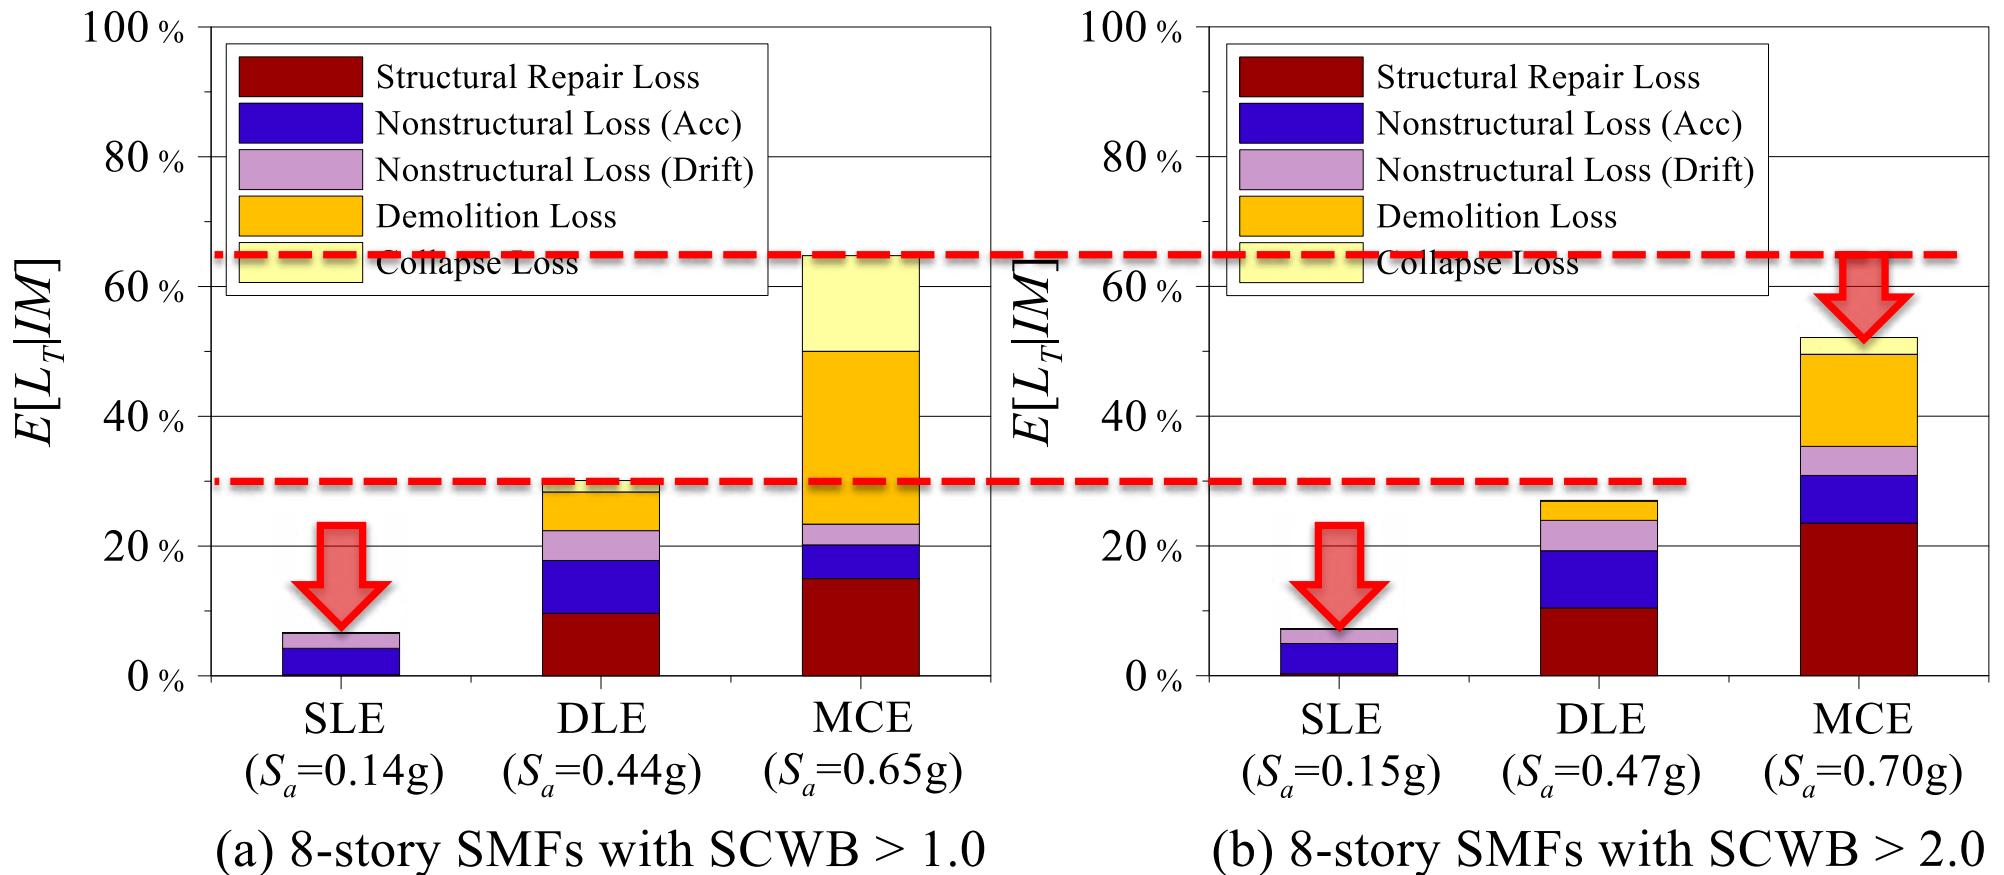 100 %
80 %
60 %
40 %
20 %
0 %
E[L_T|IM]
Structural Repair Loss
Nonstructural Loss (Acc)
Nonstructural Loss (Drift)
Demolition Loss
Collapse Loss
SLE
(S_a=0.14g)
DLE
(S_a=0.44g)
MCE
(S_a=0.65g)
(a) 8-story SMFs with SCWB > 1.0
100 %
80 %
60 %
40 %
20 %
0 %
E[L_T|IM]
Structural Repair Loss
Nonstructural Loss (Acc)
Nonstructural Loss (Drift)
Demolition Loss
Collapse Loss
SLE
(S_a=0.15g)
DLE
(S_a=0.47g)
MCE
(S_a=0.70g)
(b) 8-story SMFs with SCWB > 2.0